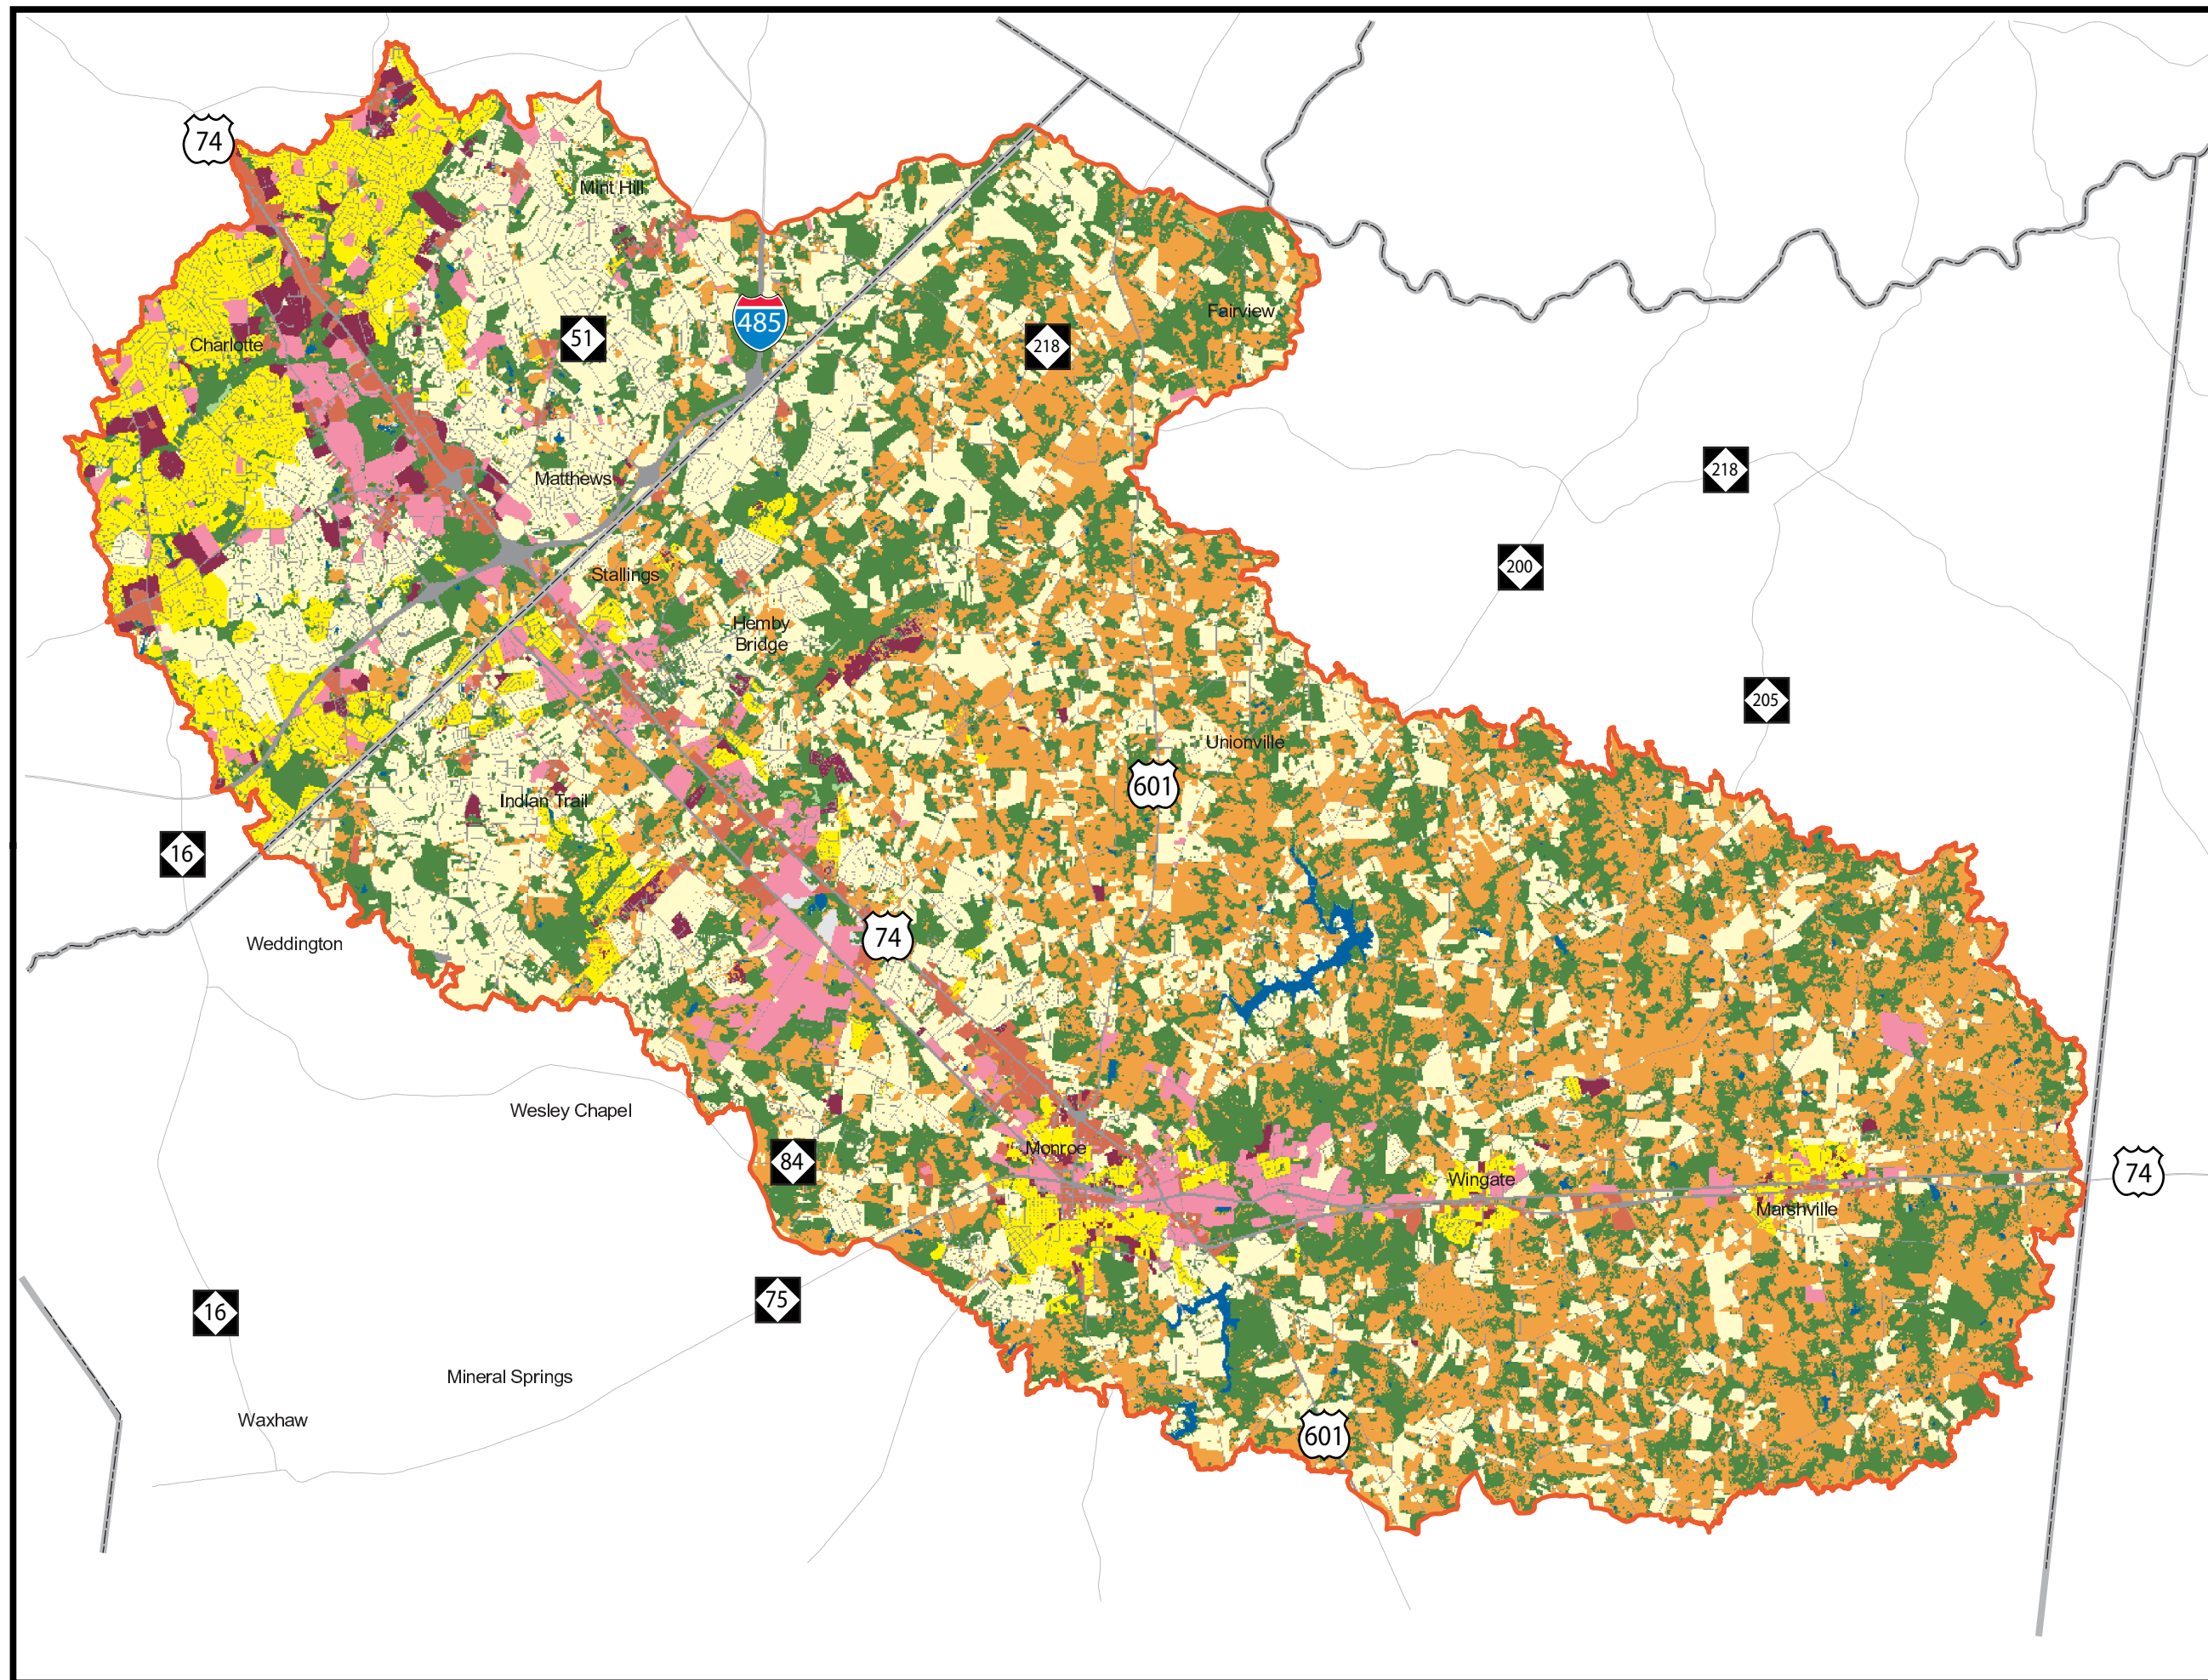 74
Mint Hill
Fairview
485
Charlotte
51
218
218
Matthews
200
Stallings
Hemby
Bridge
205
Unionville
601
Indian Trail
16
74
Weddington
Wesley Chapel
Monroe
84
Wingate
74
Marshville
75
16
Mineral Springs
Waxhaw
601